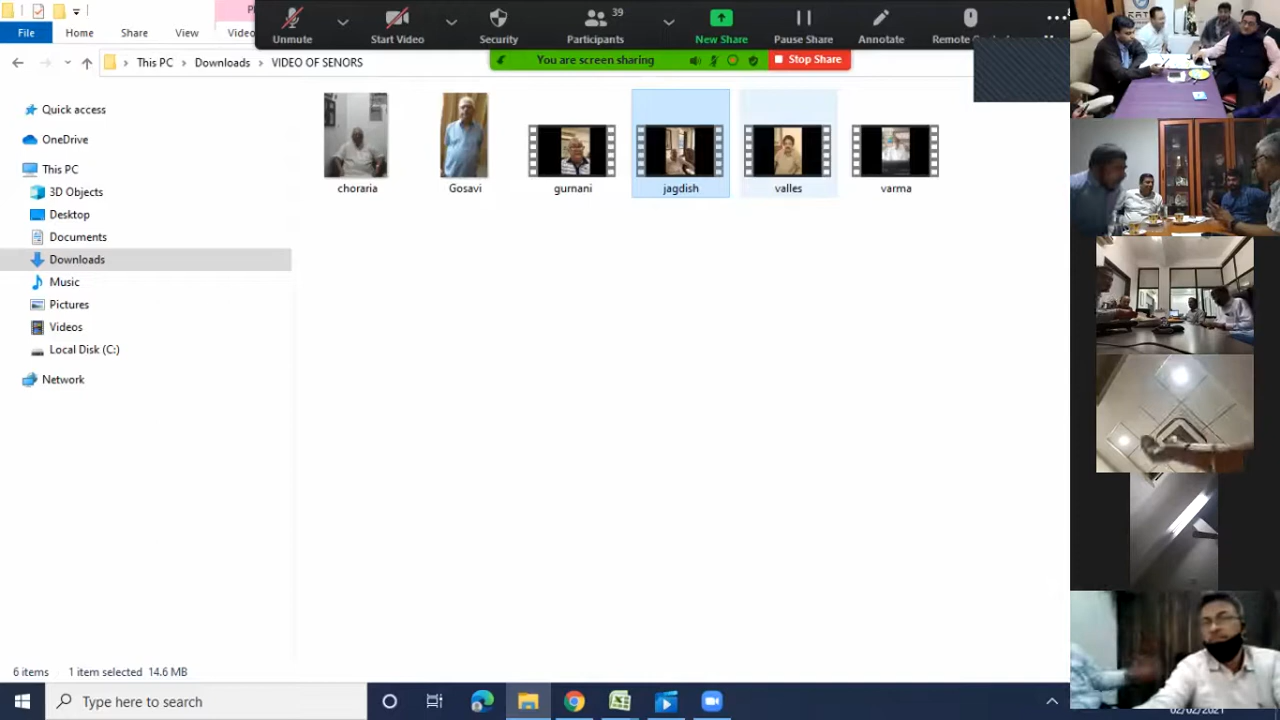 39
Unmute Start Video Security Participants New Share Pause Share Annotate
File Home Share View
You are screen sharing Stop Share
This PC Downloads VIDEO OF SENORS
Quick access
OneDrive
This PC
3D Objects
Desktop
Documents
Downloads
Music
Pictures
Videos
Local Disk (C:)
Network
choraria Gosavi gurnani jagdish valles varma
6 items 1 item selected 14.6 MB
Type here to search
02/02/2021